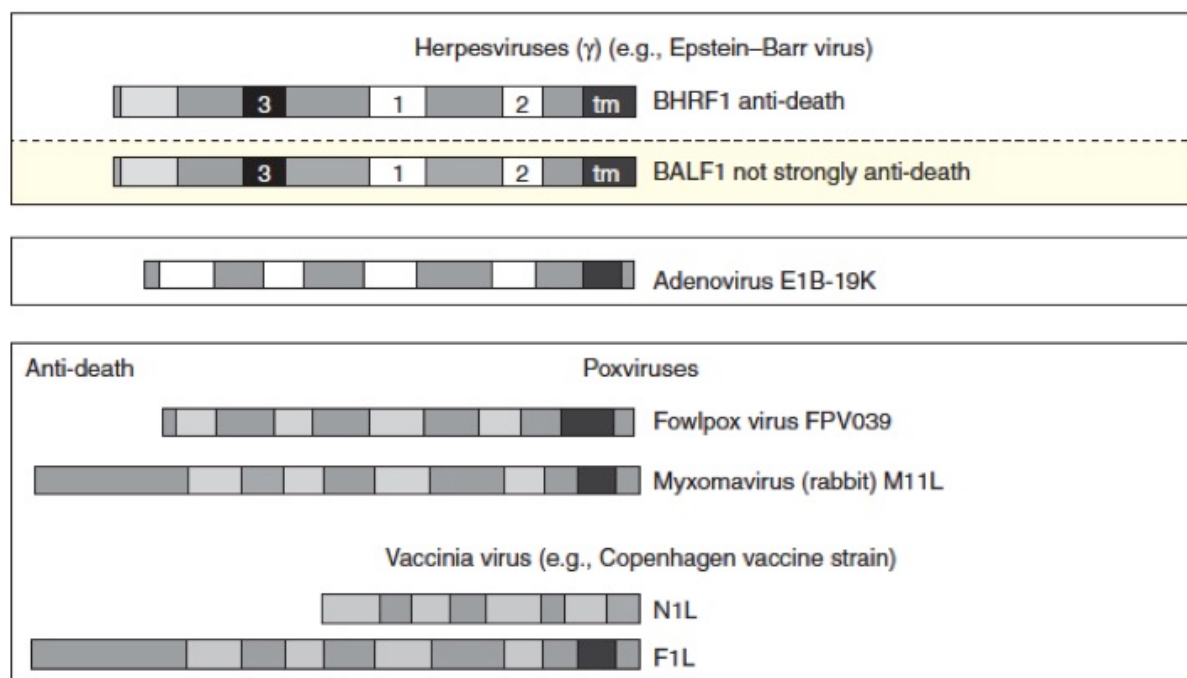 Herpesviruses (γ) (e.g., Epstein–Barr virus)
3 1 2 tm BHRF1 anti-death
3 1 2 tm BALF1 not strongly anti-death
Adenovirus E1B-19K
Anti-death Poxviruses
Fowlpox virus FPV039
Myxomavirus (rabbit) M11L
Vaccinia virus (e.g., Copenhagen vaccine strain)
N1L
F1L